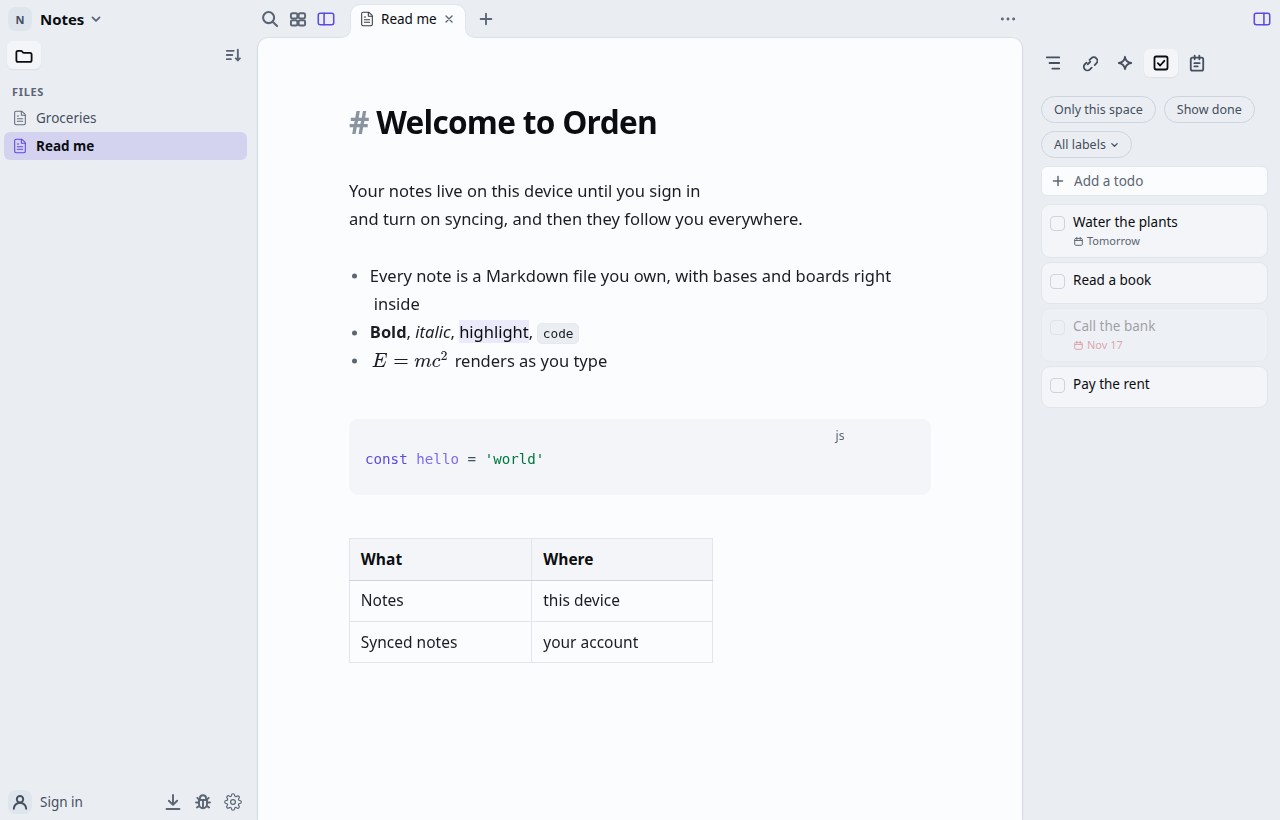 N Notes
Read me
FILES
Groceries
Read me
Sign in
# Welcome to Orden
Your notes live on this device until you sign in
and turn on syncing, and then they follow you everywhere.
Every note is a Markdown file you own, with bases and boards right
inside
Bold, italic, highlight, code
E = mc² renders as you type
js
const hello = 'world'
What Where
Notes this device
Synced notes your account
Only this space Show done
All labels
Add a todo
Water the plants
Tomorrow
Read a book
Call the bank
Nov 17
Pay the rent